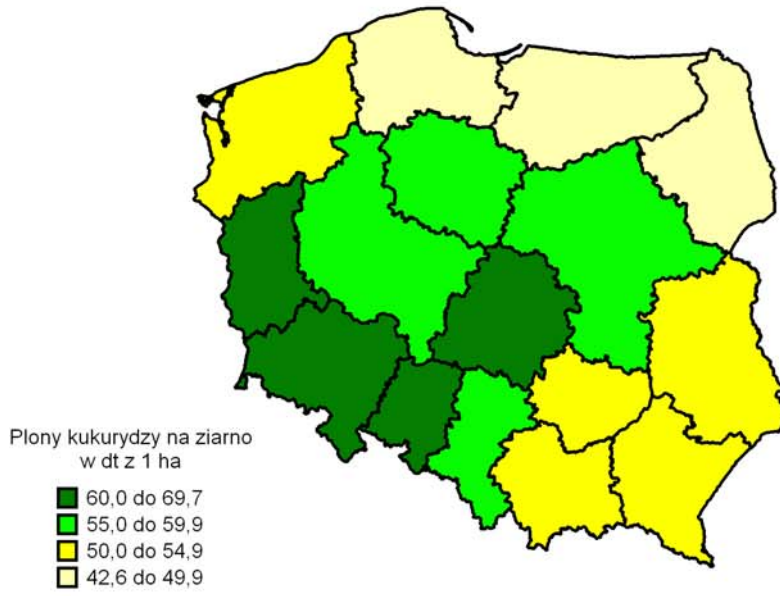 Plony kukurydzy na ziarno
w dt z 1 ha
60,0 do 69,7
55,0 do 59,9
50,0 do 54,9
42,6 do 49,9